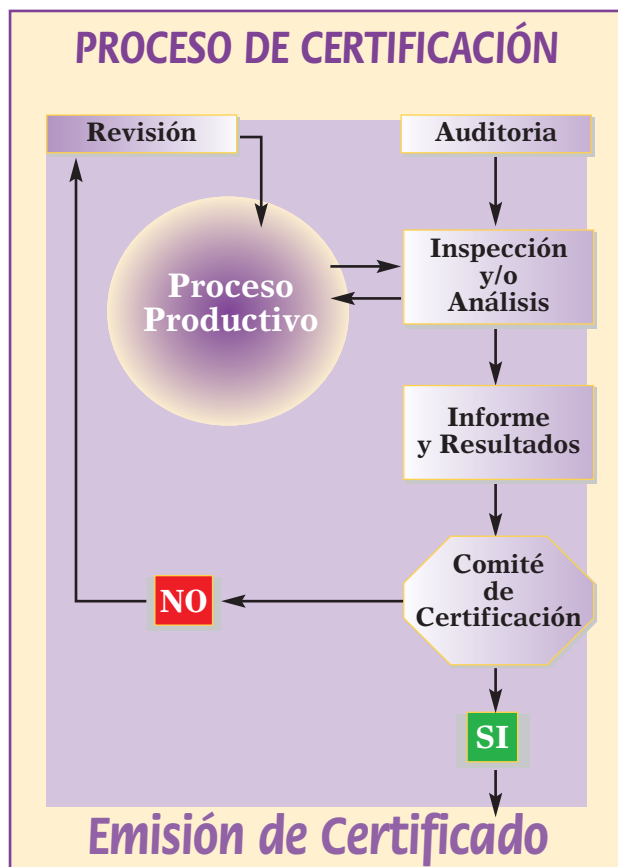 PROCESO DE CERTIFICACIÓN
Revisión
Auditoria
Proceso
Productivo
Inspección
y/o
Análisis
Informe
y Resultados
Comité
de
Certificación
NO
SI
Emisión de Certificado